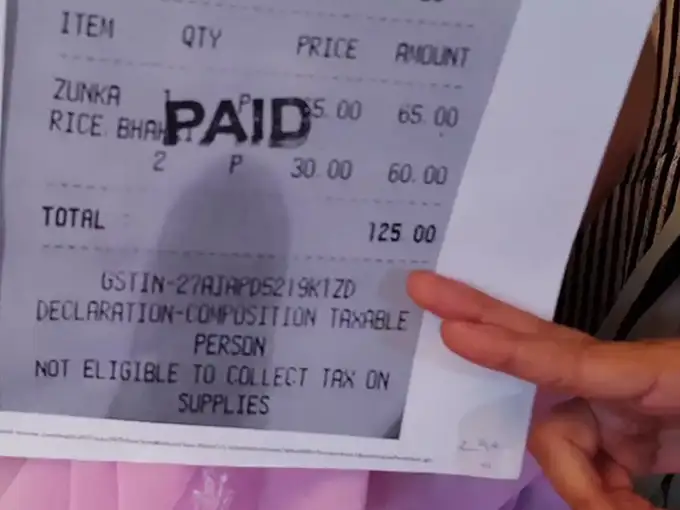 ITEM QTY PRICE AMOUNT
ZUNKA 1 P 65.00 65.00
PAID
RICE BHAK
2 P 30.00 60.00
TOTAL 125.00
GSTIN-27AIAPD5219K1ZD
DECLARATION-COMPOSITION TAXABLE
PERSON
NOT ELIGIBLE TO COLLECT TAX ON
SUPPLIES